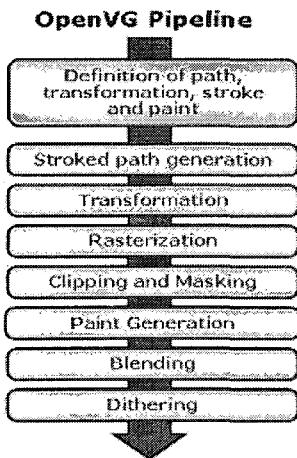 OpenVG Pipeline
Definition of path,
transformation, stroke
and paint
Stroked path generation
Transformation
Rasterization
Clipping and Masking
Paint Generation
Blending
Dithering